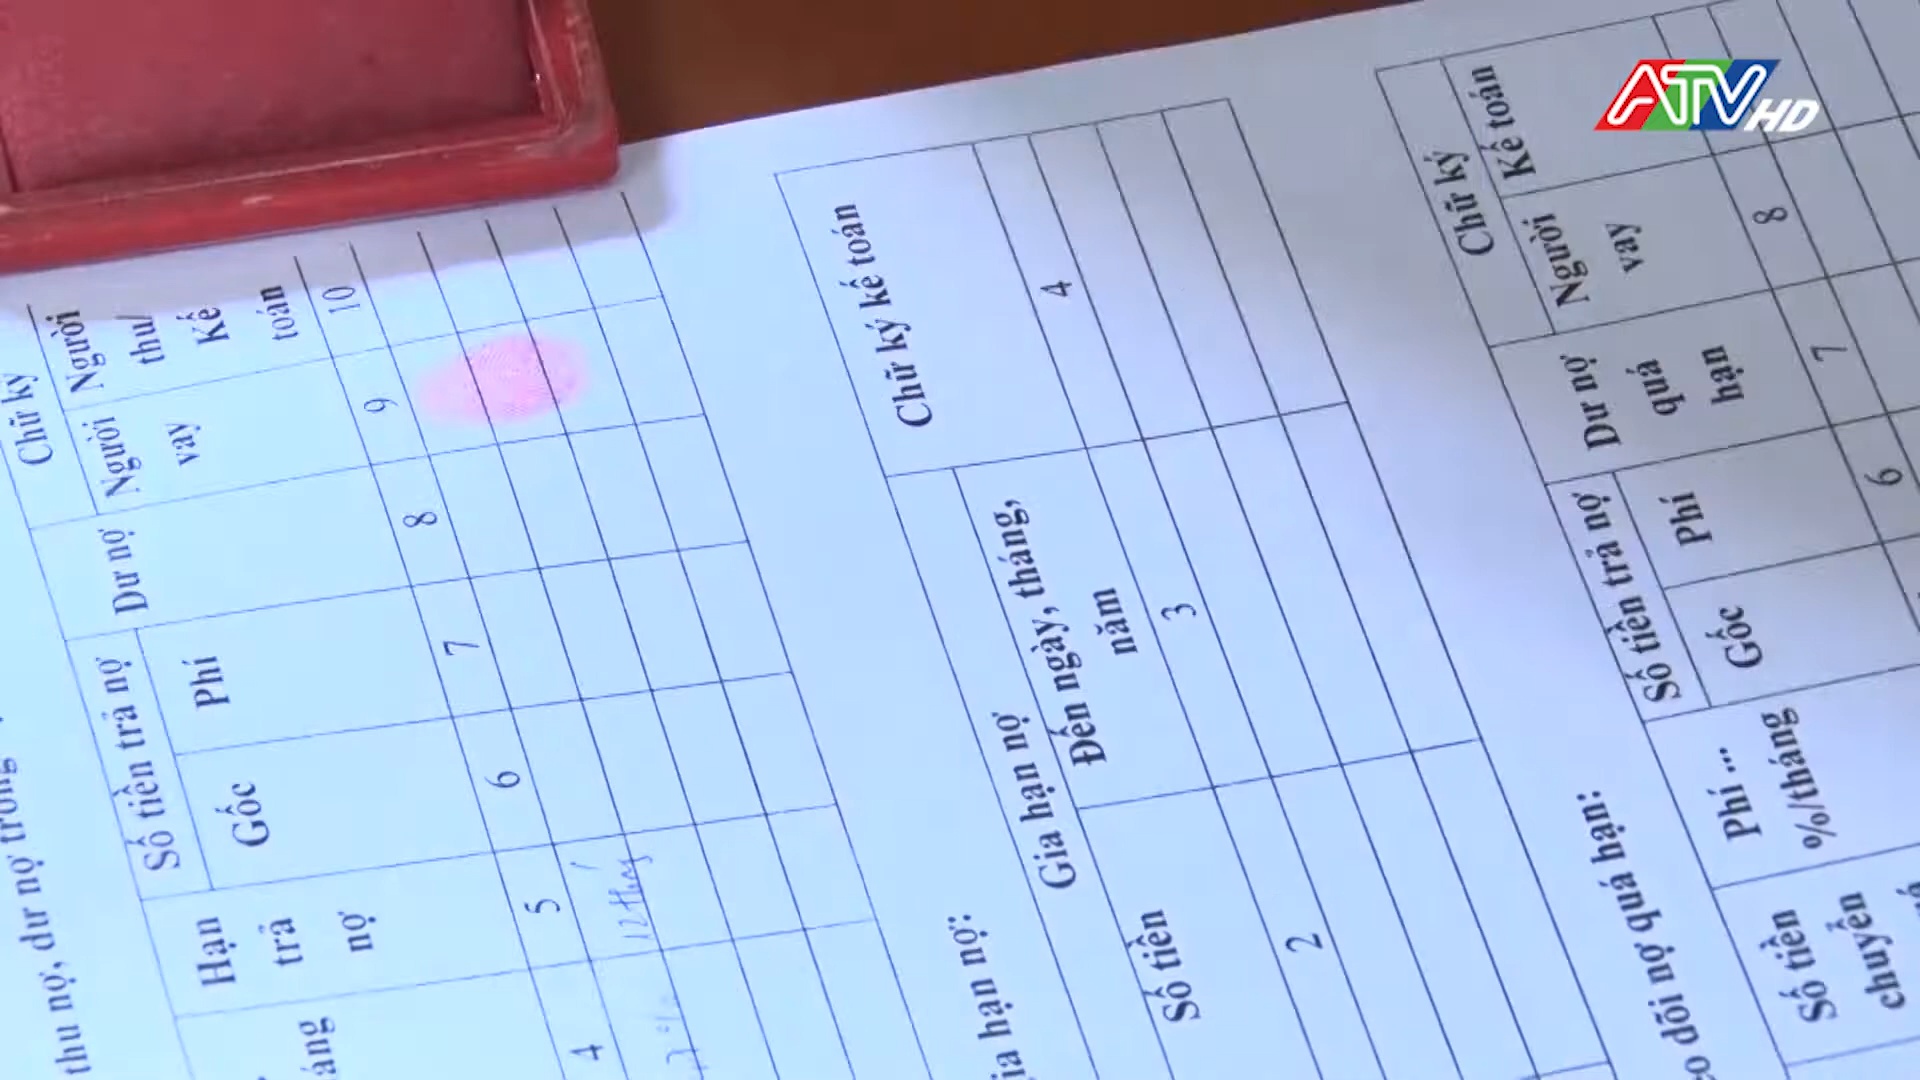 ATV HD
thu nợ, dư nợ trong
Hạn
trả
nợ
Số tiền trả nợ
Gốc
Phí
Dư nợ
Chữ ký
Người
vay
Người
thu/
Kế
toán
4
5
6
7
8
9
10
12 tháng
gia hạn nợ:
Gia hạn nợ
Số tiền
Đến ngày, tháng,
năm
Chữ ký kế toán
2
3
4
dõi nợ quá hạn:
Số tiền
chuyển
Phí ...
%/tháng
Số tiền trả nợ
Gốc
Phí
Dư nợ
quá
hạn
Chữ ký
Người
vay
Kế toán
6
7
8